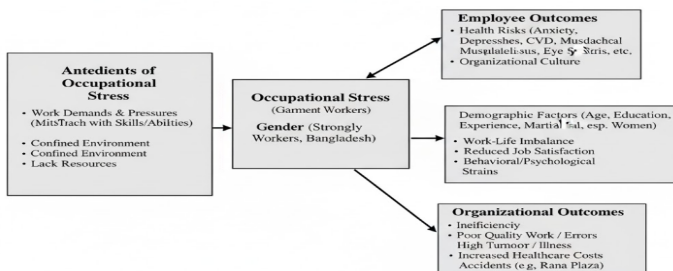 Antedients of
Occupational
Stress
• Work Demands & Pressures
(MitsTrach with Skills/Abilties)
• Confined Environment
• Confined Environment
• Lack Resources
Occupational Stress
(Garment Workers)
Gender (Strongly
Workers, Bangladesh)
Employee Outcomes
• Health Risks (Anxiety,
Depresshes, CVD, Musdachcal
Eye etc,
• Organizational Culture
Demographic Factors (Age, Education,
Experience, esp. Women)
• Work-Life Imbalance
• Reduced Job Satisfaction
• Behavioral/Psychological
Strains
Organizational Outcomes
• Ineificienciy
• Poor Quality Work / Errors
High Turnoor / Illness
• Increased Healthcare Costs
Accidents (e g, Rana Plaza)